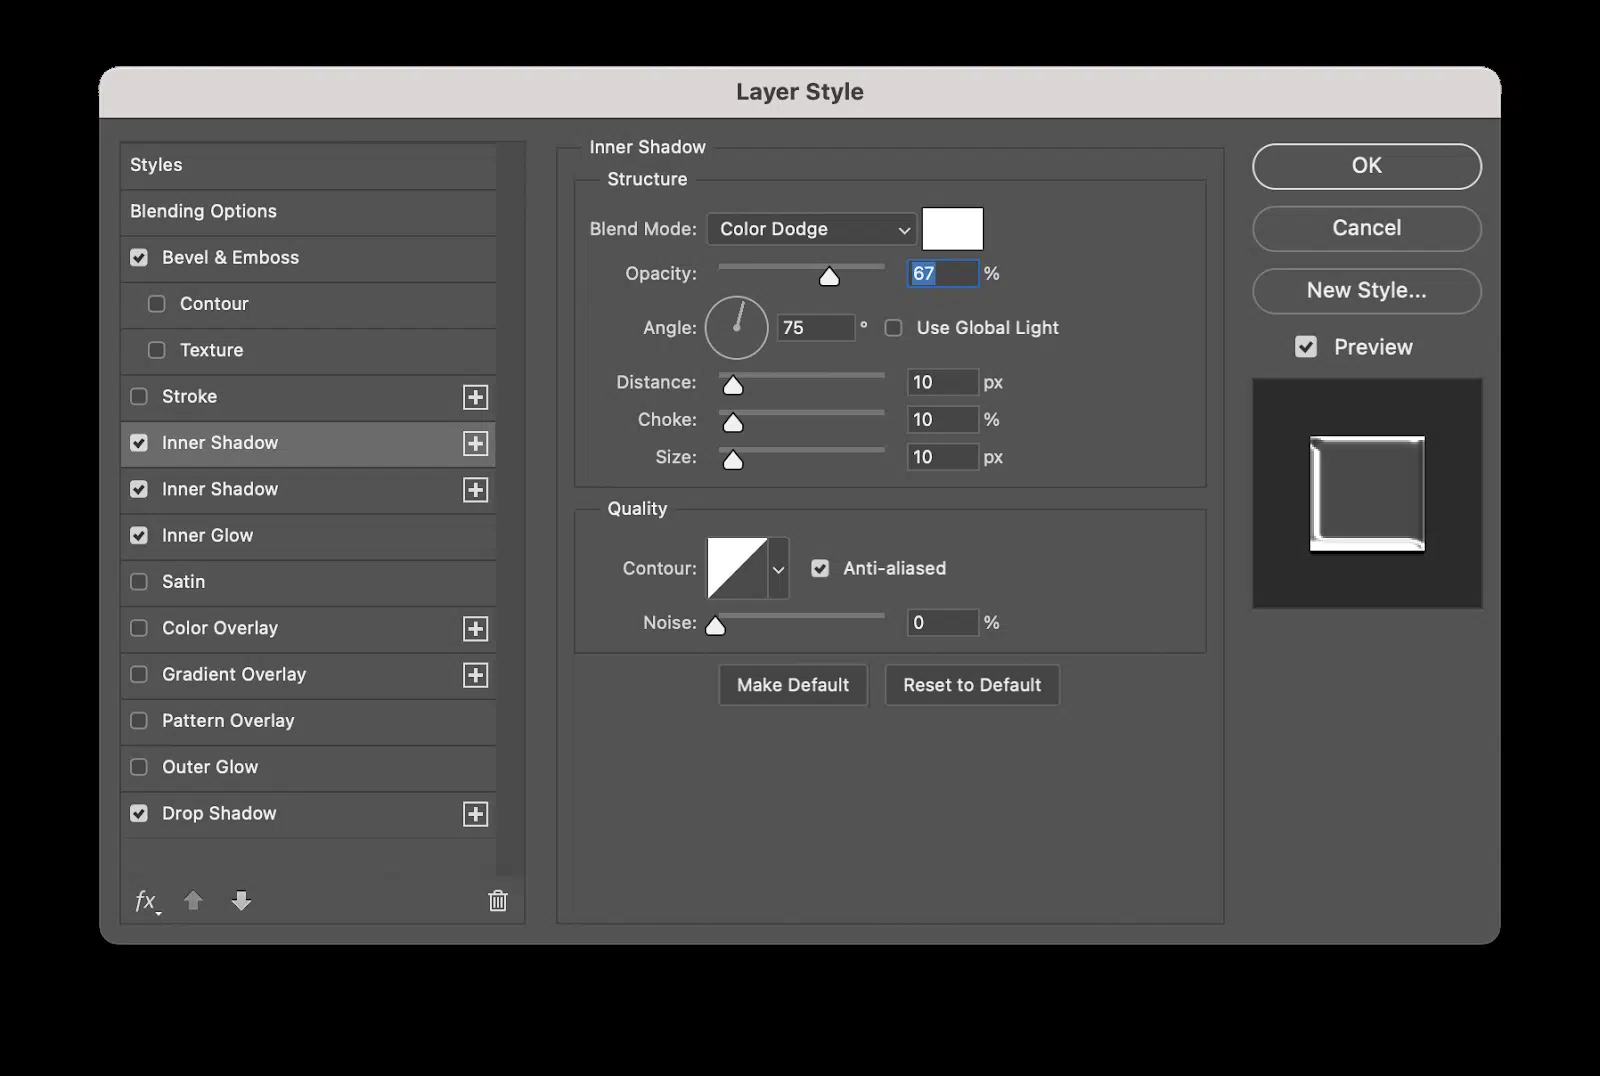 Layer Style
Styles
Blending Options
Bevel & Emboss
Contour
Texture
Stroke
Inner Shadow
Inner Shadow
Inner Glow
Satin
Color Overlay
Gradient Overlay
Pattern Overlay
Outer Glow
Drop Shadow
fx
Inner Shadow
Structure
Blend Mode: Color Dodge
Opacity: 67 %
Angle: 75 ° Use Global Light
Distance: 10 px
Choke: 10 %
Size: 10 px
Quality
Contour: Anti-aliased
Noise: 0 %
Make Default Reset to Default
OK
Cancel
New Style...
Preview